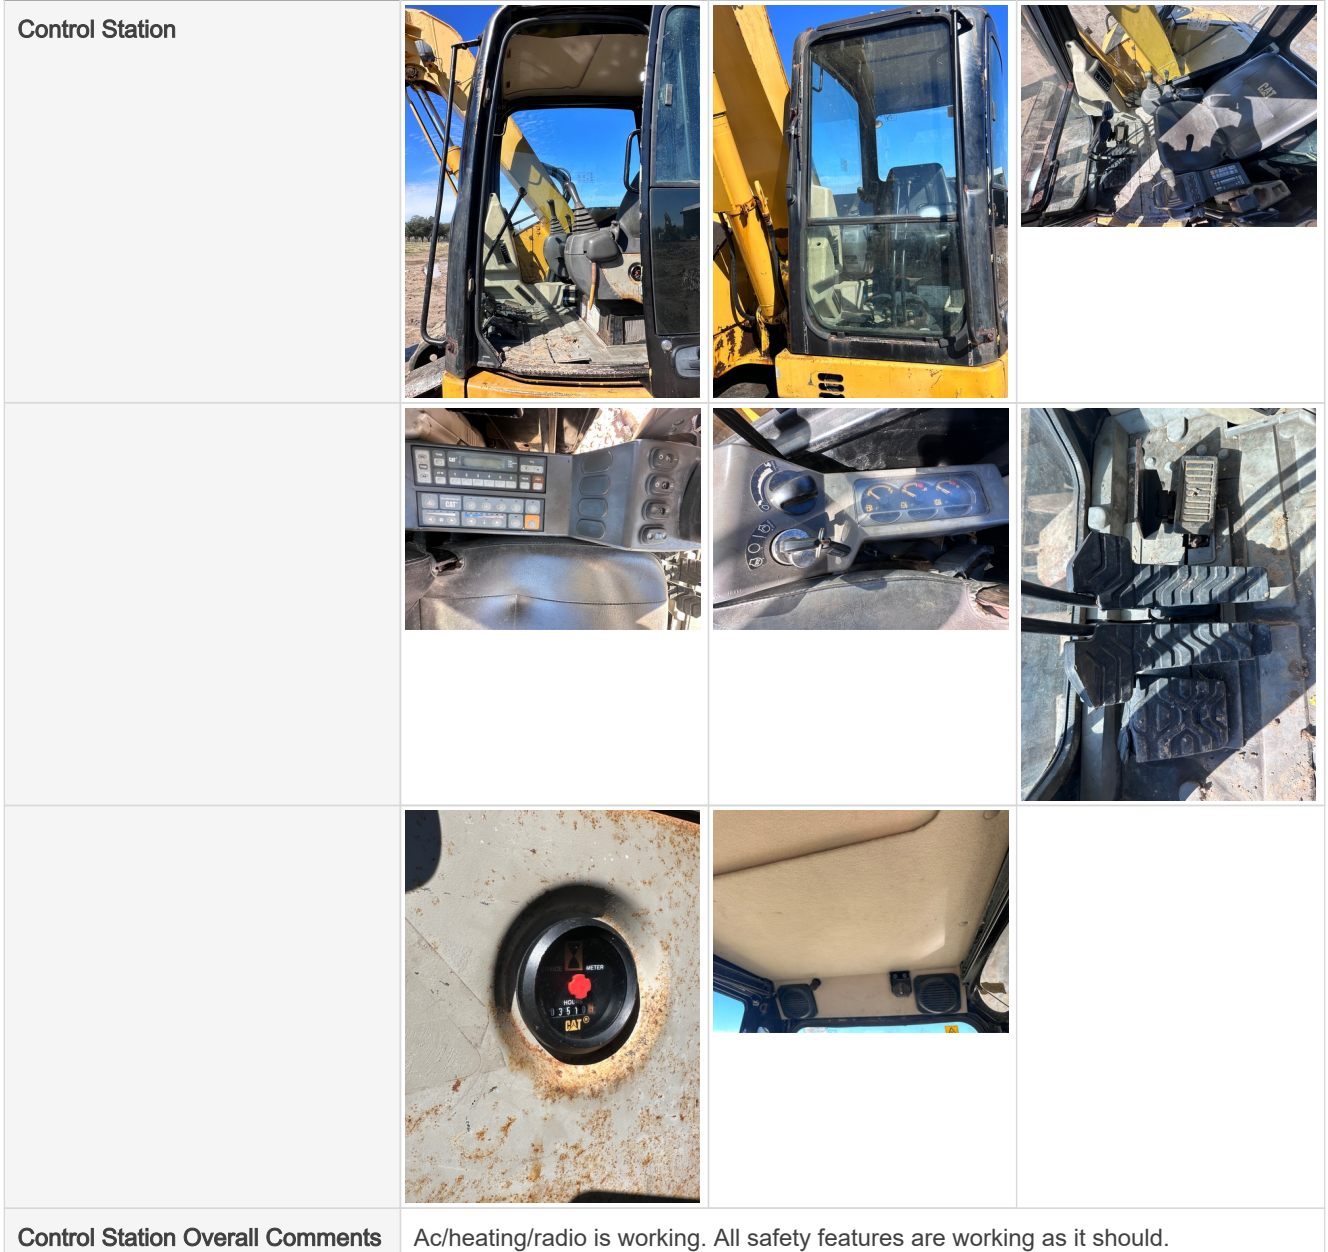 Control Station
CAT
CAT
CAT
METER
HOURS
CAT
Control Station Overall Comments
Ac/heating/radio is working. All safety features are working as it should.